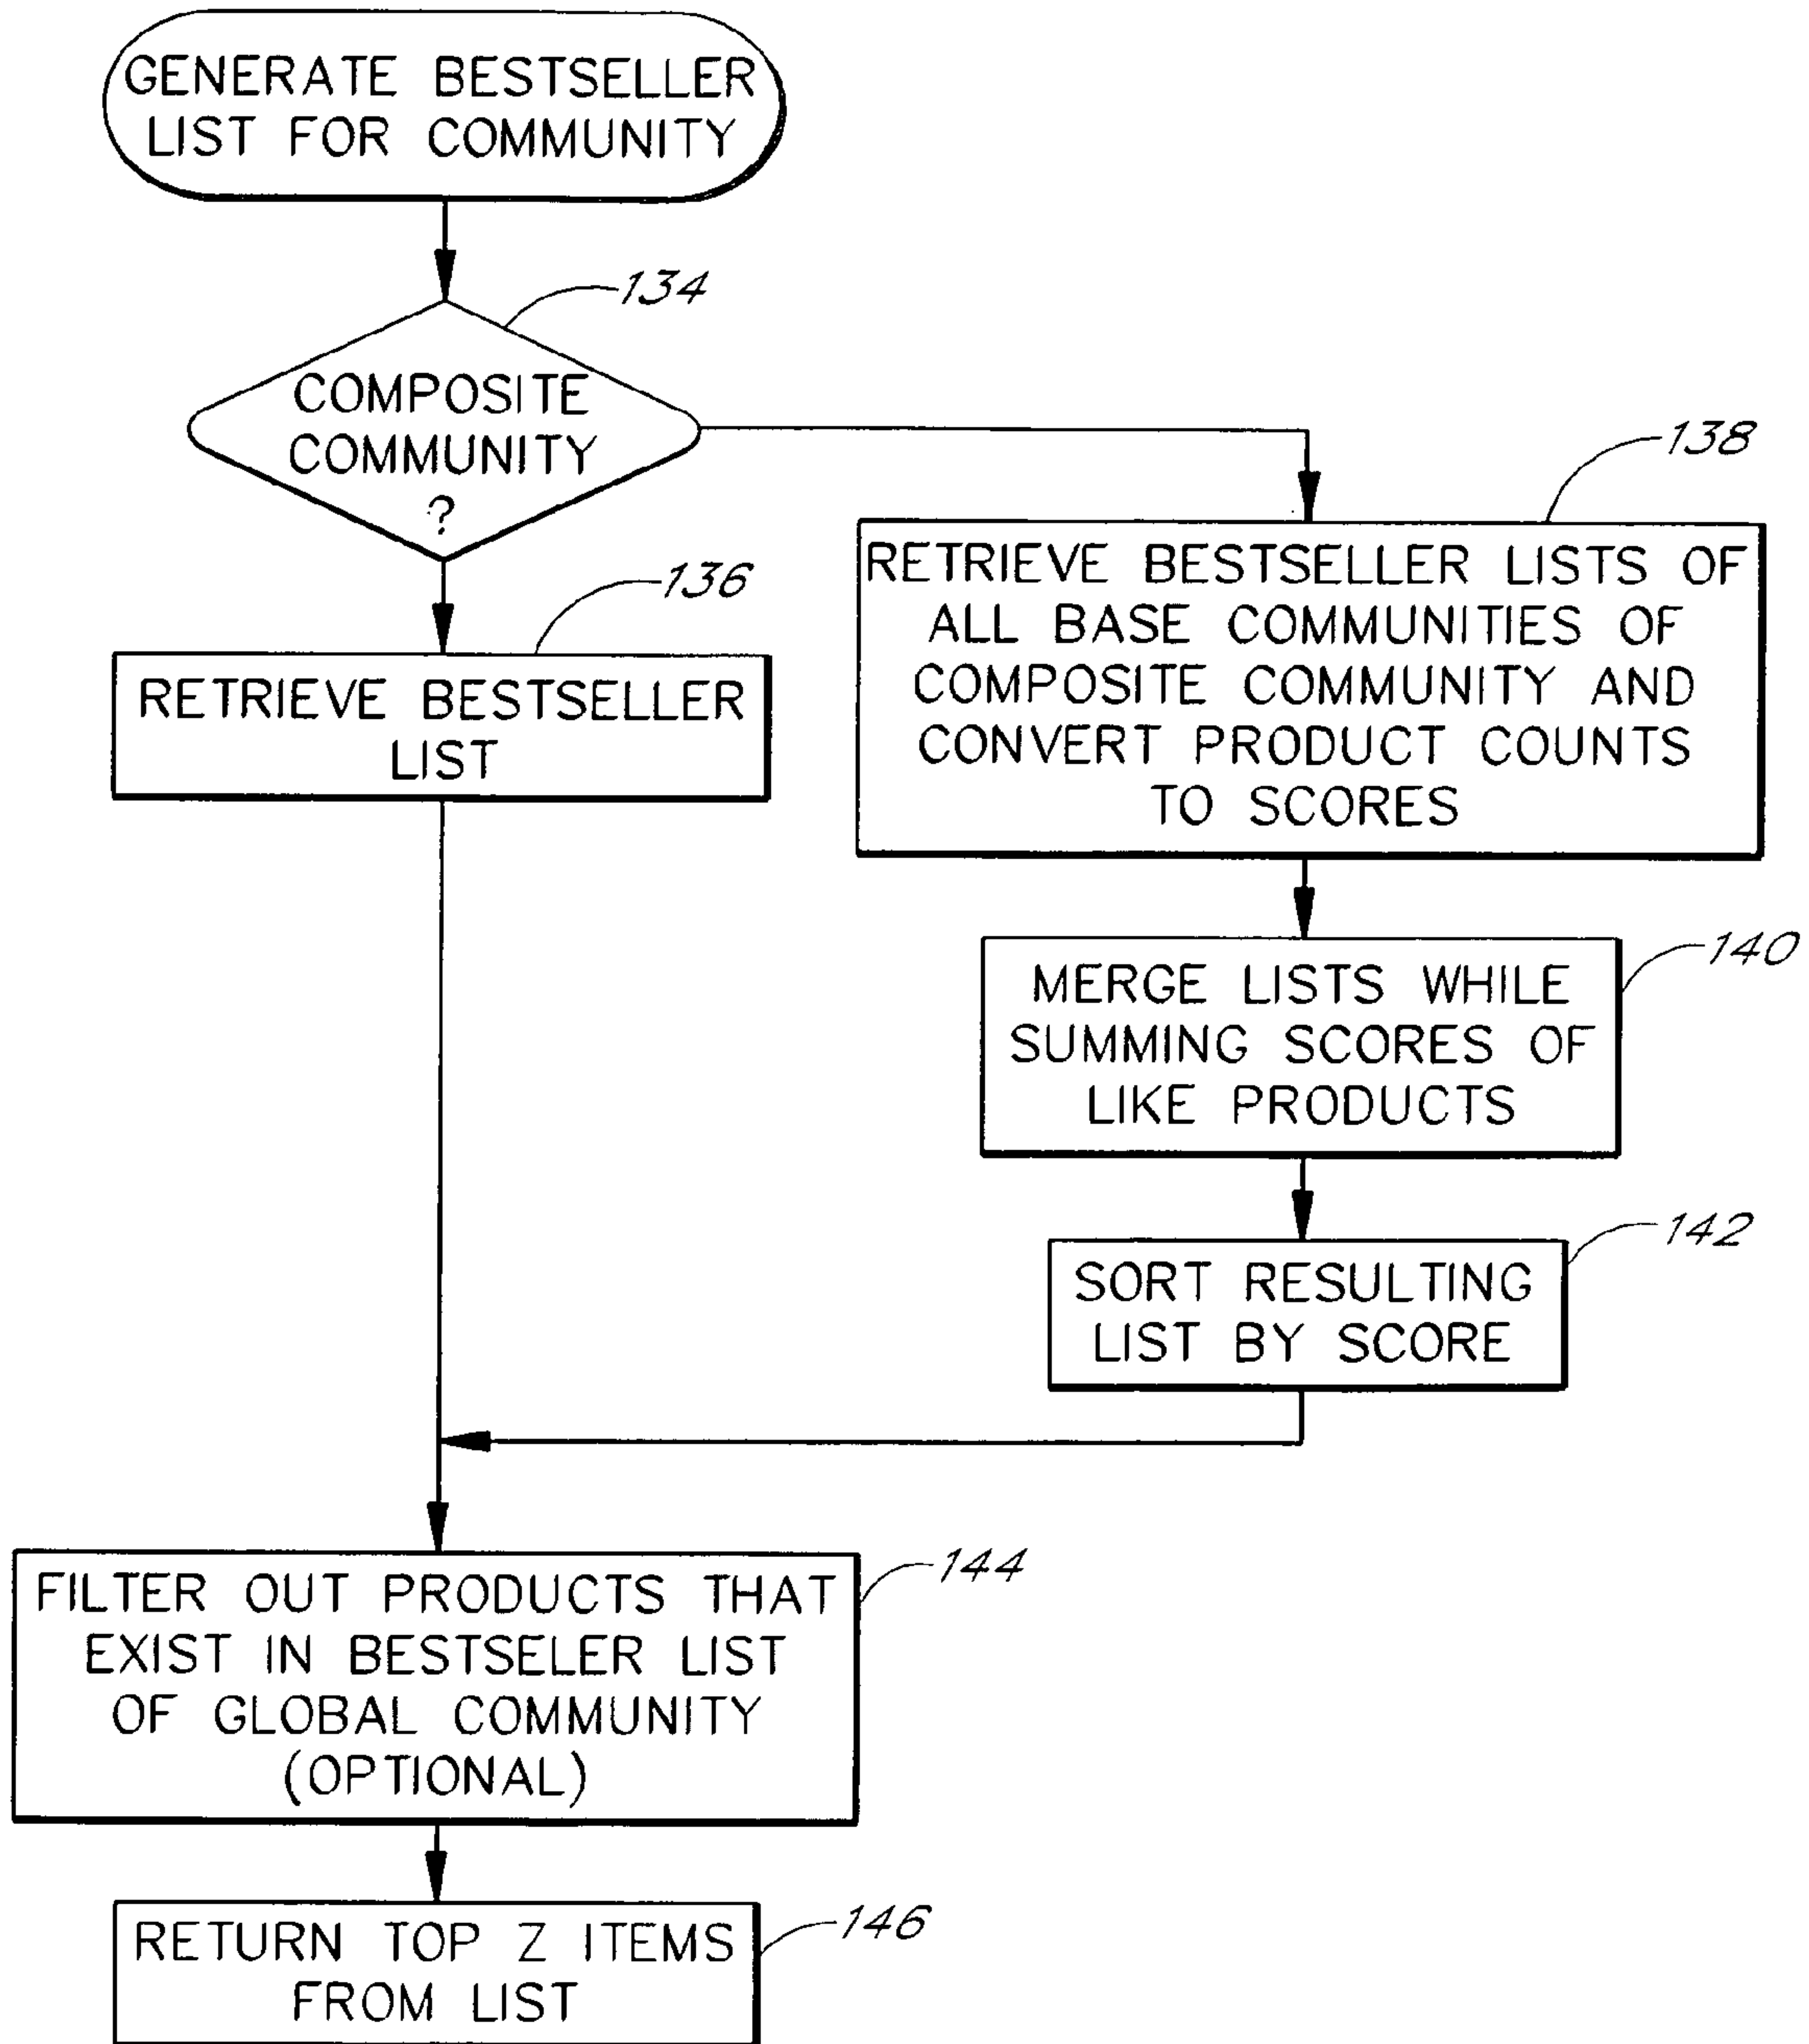 GENERATE BESTSELLER
LIST FOR COMMUNITY
134
COMPOSITE
COMMUNITY
?
136
RETRIEVE BESTSELLER
LIST
138
RETRIEVE BESTSELLER LISTS OF
ALL BASE COMMUNITIES OF
COMPOSITE COMMUNITY AND
CONVERT PRODUCT COUNTS
TO SCORES
140
MERGE LISTS WHILE
SUMMING SCORES OF
LIKE PRODUCTS
142
SORT RESULTING
LIST BY SCORE
144
FILTER OUT PRODUCTS THAT
EXIST IN BESTSELER LIST
OF GLOBAL COMMUNITY
(OPTIONAL)
146
RETURN TOP Z ITEMS
FROM LIST